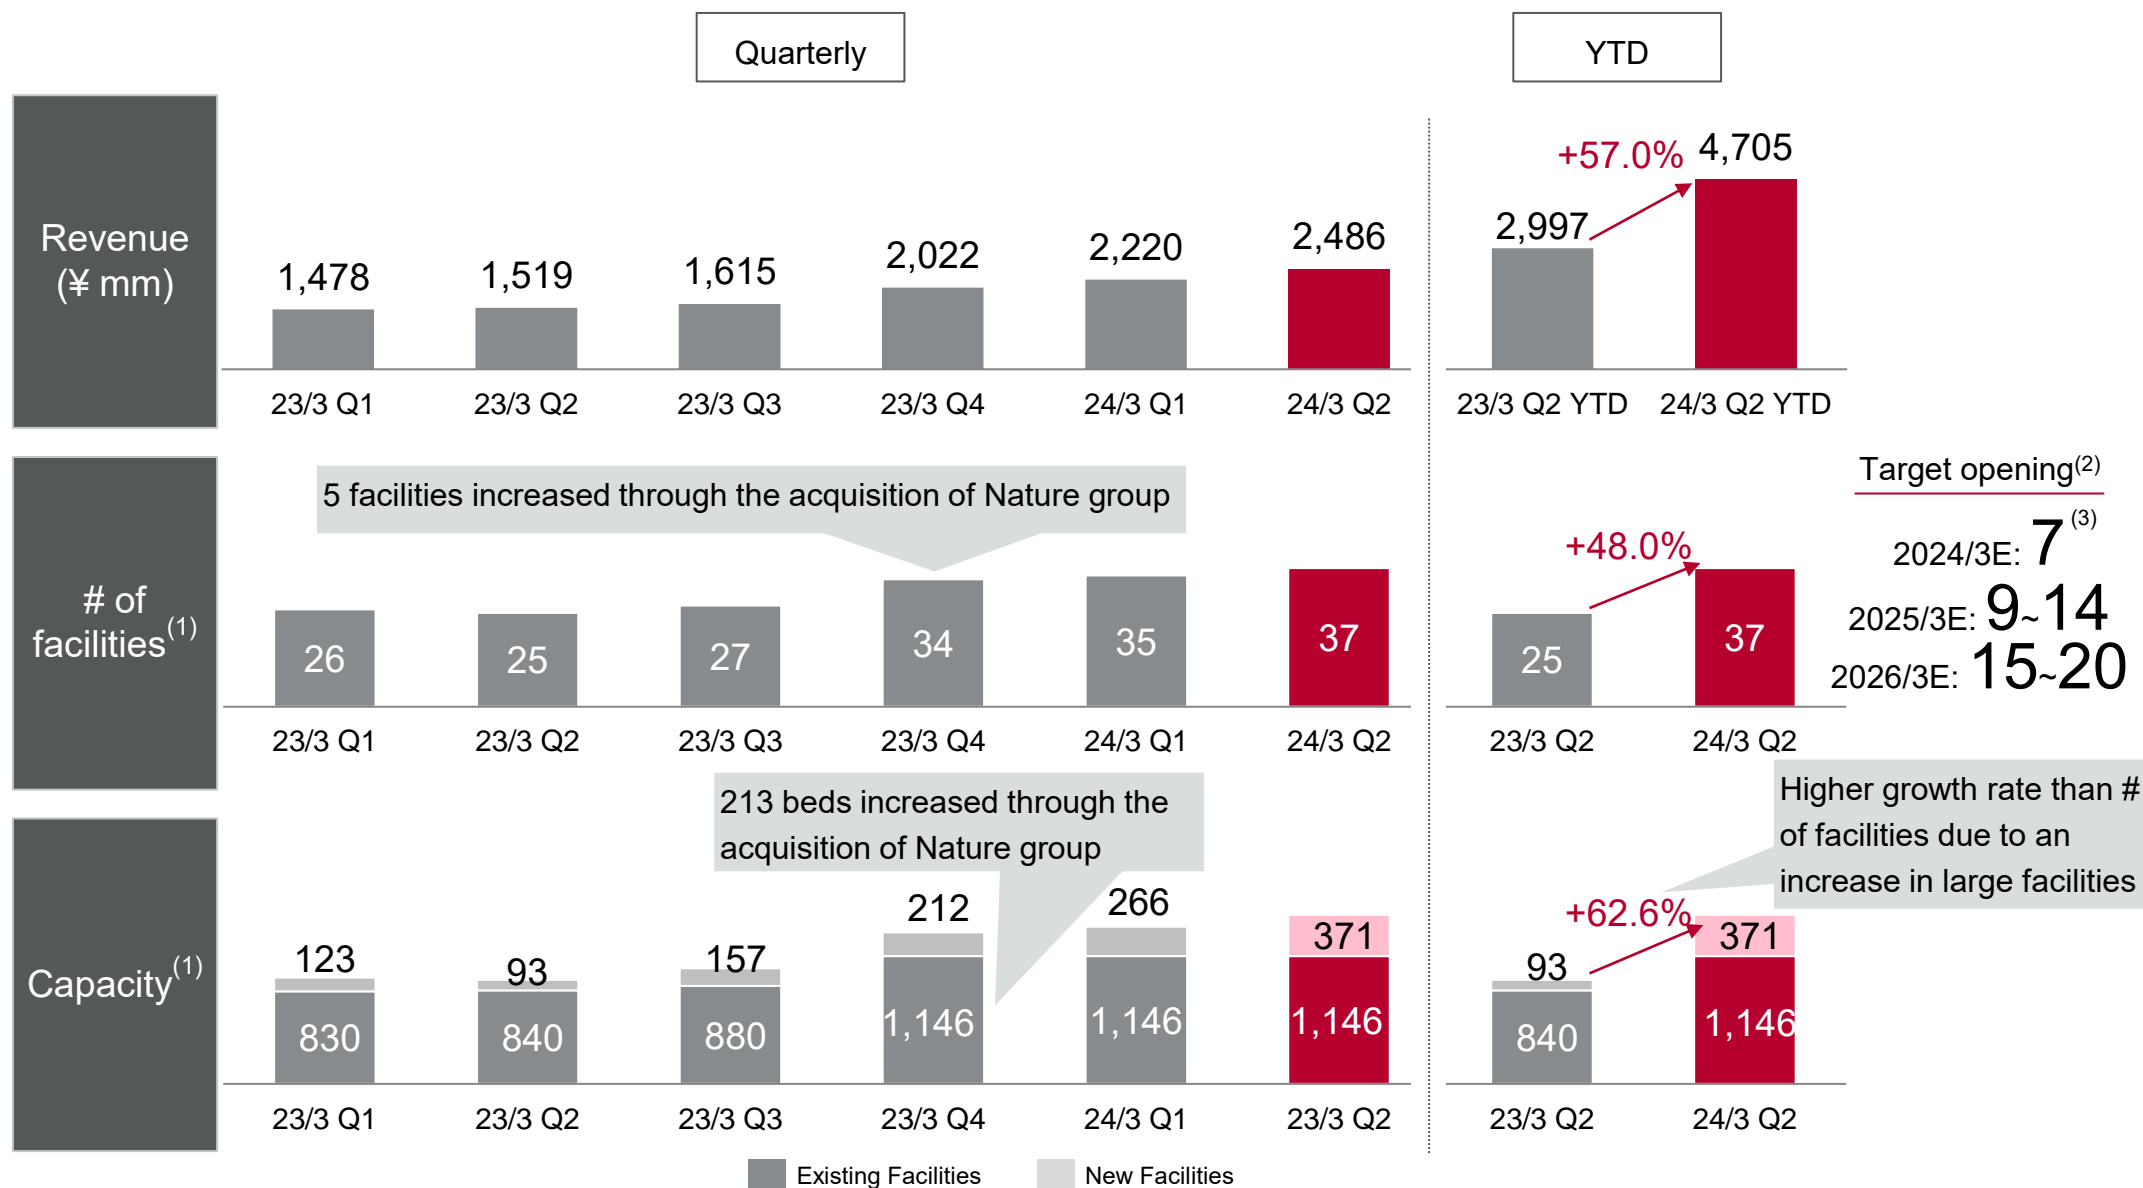 Quarterly
YTD
Revenue
(¥ mm)
1,478
1,519
1,615
2,022
2,220
2,486
2,997
+57.0%
4,705
23/3 Q1
23/3 Q2
23/3 Q3
23/3 Q4
24/3 Q1
24/3 Q2
23/3 Q2 YTD
24/3 Q2 YTD
# of
facilities(1)
5 facilities increased through the acquisition of Nature group
26
25
27
34
35
37
25
+48.0%
37
23/3 Q1
23/3 Q2
23/3 Q3
23/3 Q4
24/3 Q1
24/3 Q2
23/3 Q2
24/3 Q2
Target opening(2)
2024/3E: 7(3)
2025/3E: 9~14
2026/3E: 15~20
Capacity(1)
213 beds increased through the
acquisition of Nature group
Higher growth rate than #
of facilities due to an
increase in large facilities
123
93
157
212
266
371
93
+62.6%
371
830
840
880
1,146
1,146
1,146
840
1,146
23/3 Q1
23/3 Q2
23/3 Q3
23/3 Q4
24/3 Q1
23/3 Q2
23/3 Q2
24/3 Q2
Existing Facilities
New Facilities